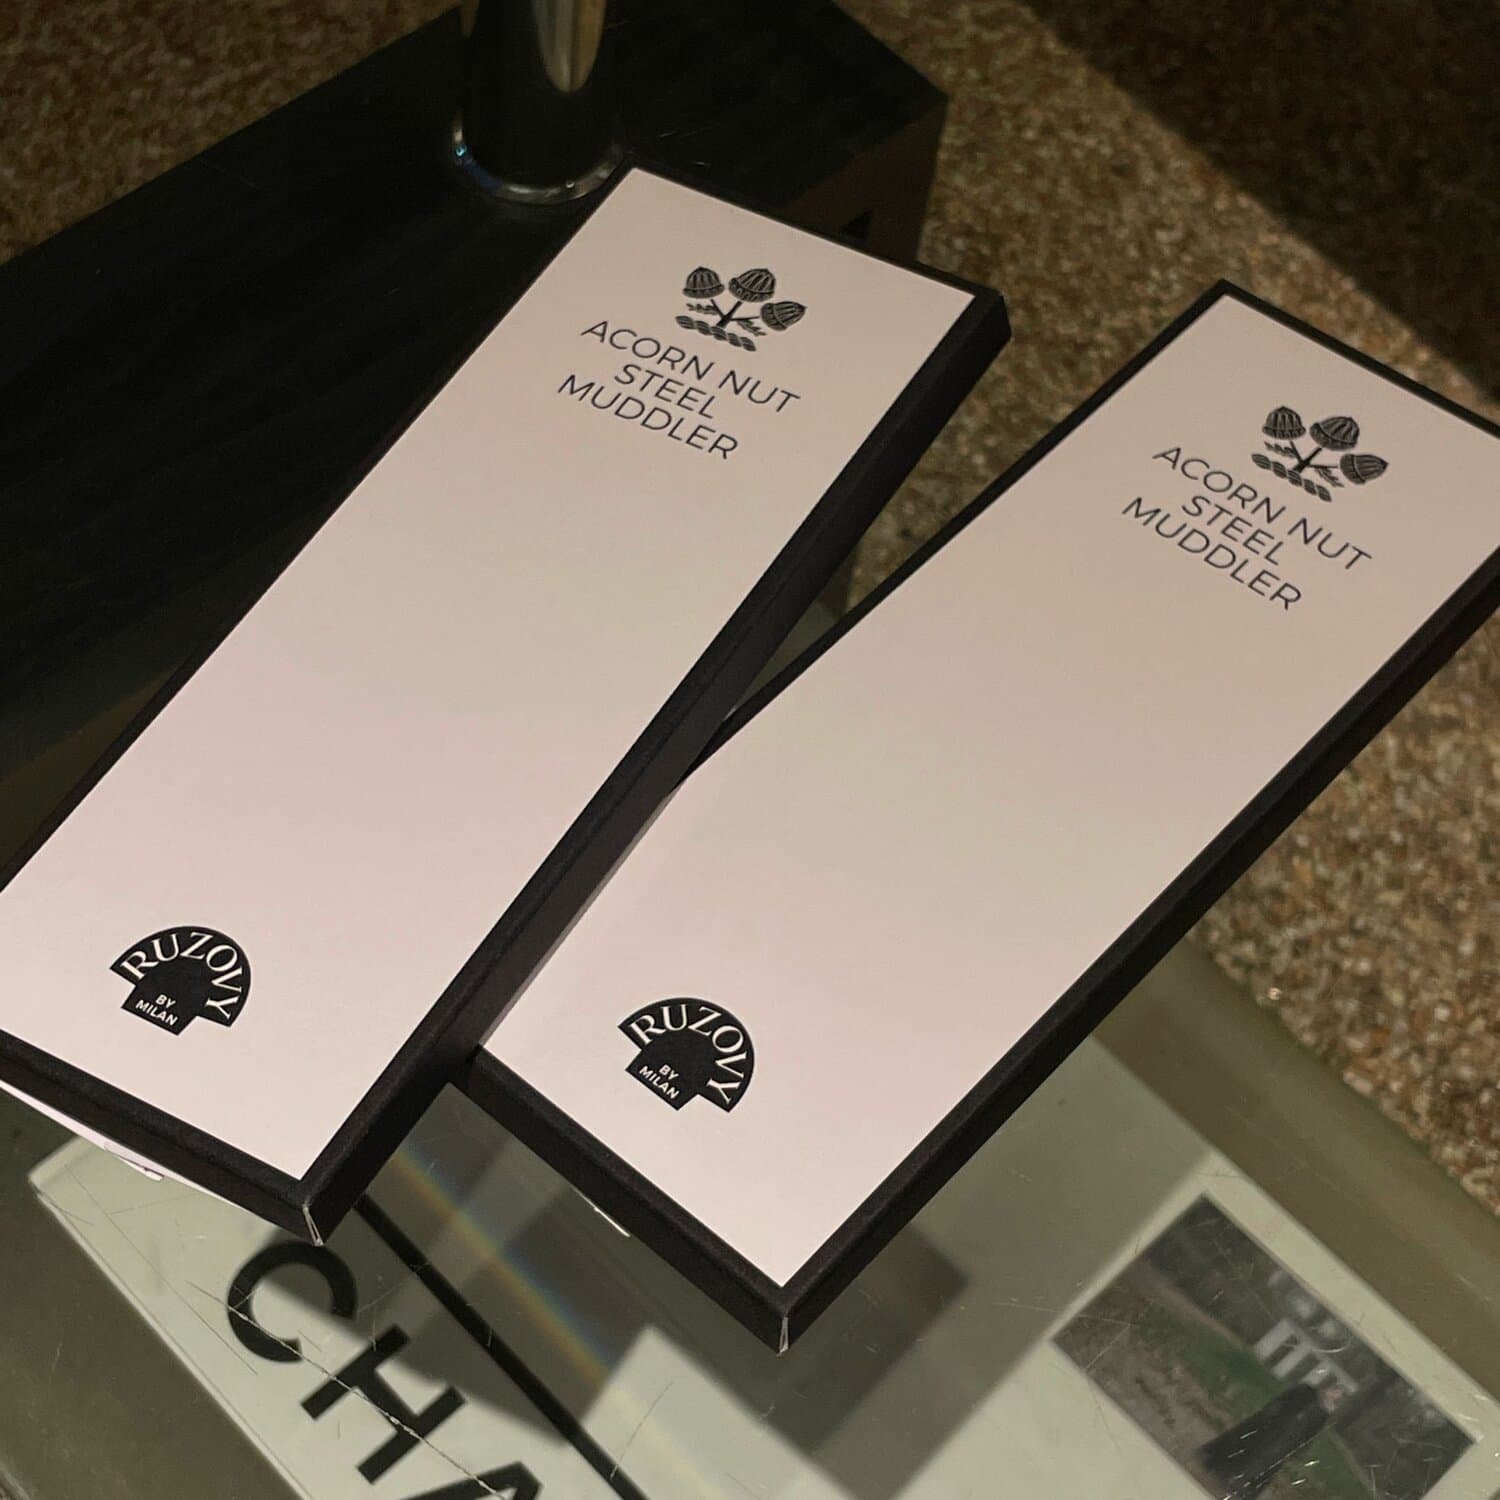 ACORN NUT
STEEL
MUDDLER
RUZOVY
BY
MILAN
ACORN NUT
STEEL
MUDDLER
RUZOVY
BY
MILAN
CHA